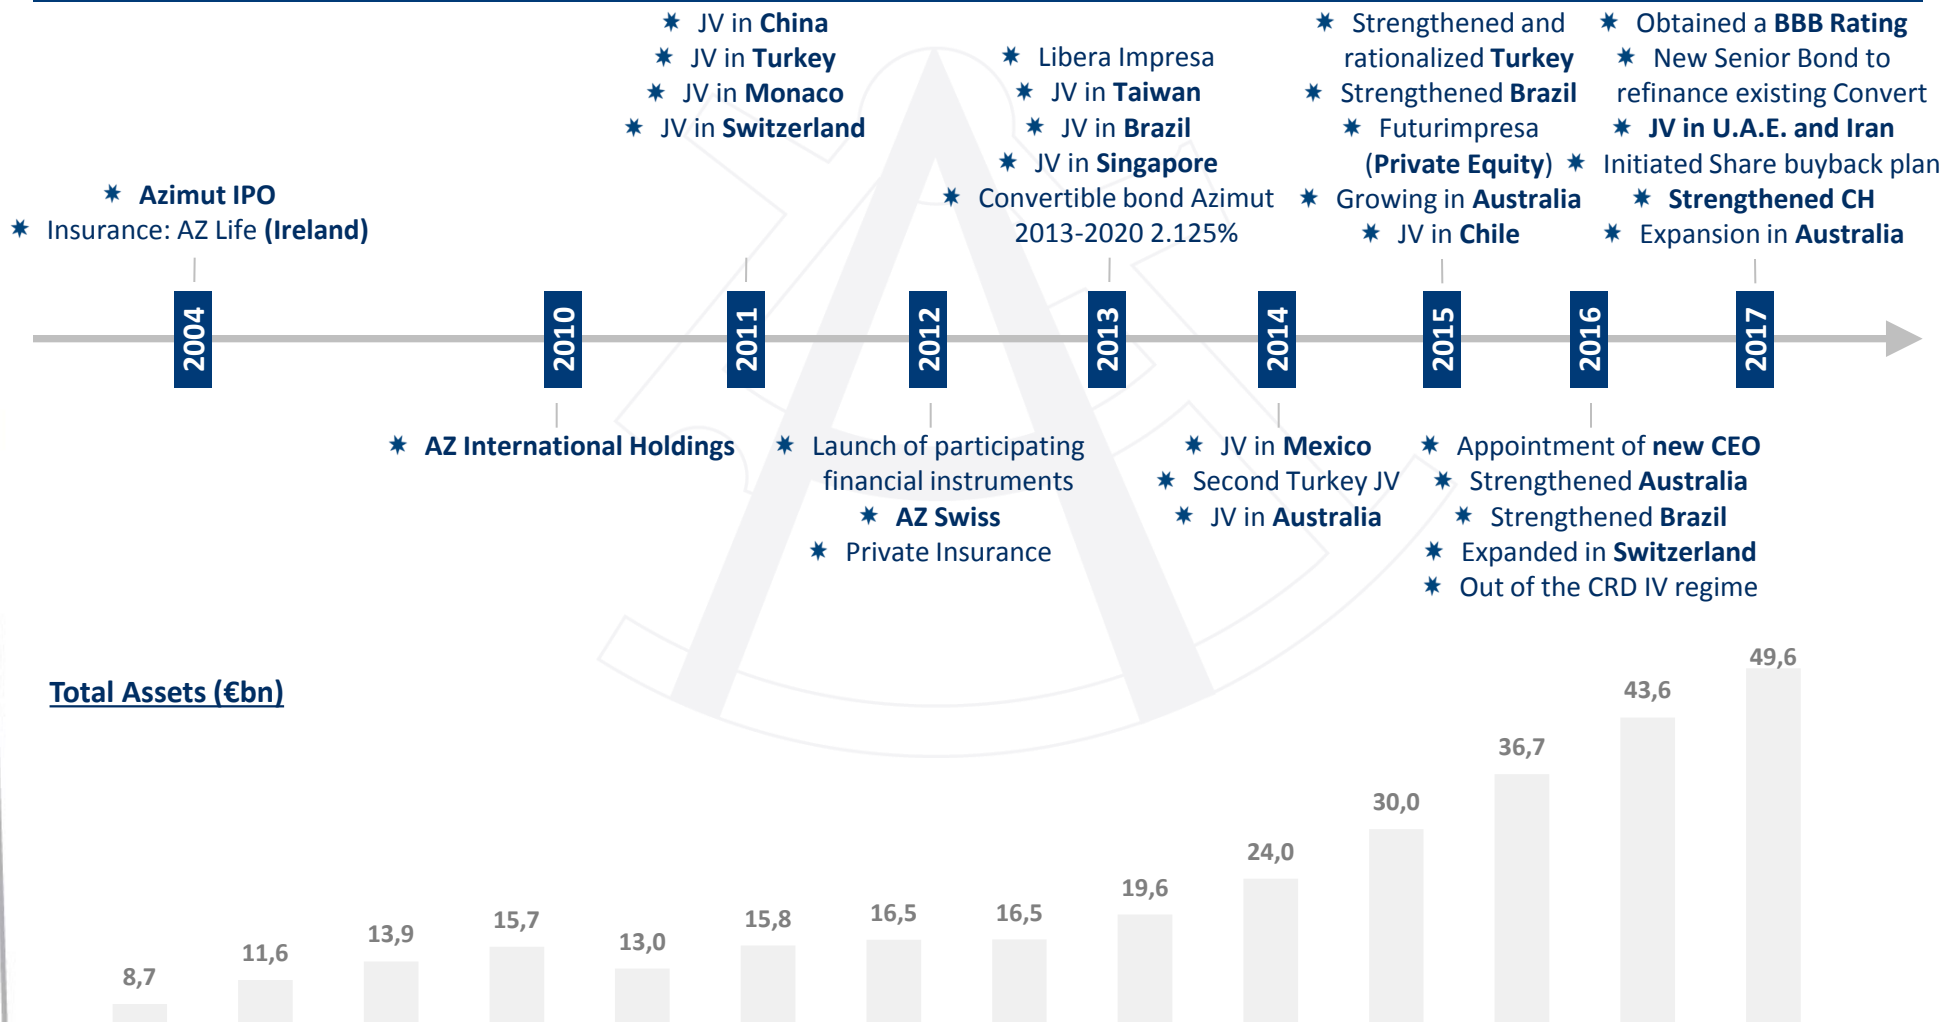 ✷ JV in China
✷ JV in Turkey
✷ JV in Monaco
✷ JV in Switzerland
✷ Strengthened and
rationalized Turkey
✷ Strengthened Brazil
✷ Futurimpresa
(Private Equity)
✷ Growing in Australia
✷ JV in Chile
✷ Obtained a BBB Rating
✷ New Senior Bond to
refinance existing Convert
✷ JV in U.A.E. and Iran
✷ Initiated Share buyback plan
✷ Strengthened CH
✷ Expansion in Australia
✷ Libera Impresa
✷ JV in Taiwan
✷ JV in Brazil
✷ JV in Singapore
✷ Convertible bond Azimut
2013-2020 2.125%
✷ Azimut IPO
✷ Insurance: AZ Life (Ireland)
2004
2010
2011
2012
2013
2014
2015
2016
2017
✷ AZ International Holdings
✷ Launch of participating
financial instruments
✷ AZ Swiss
✷ Private Insurance
✷ JV in Mexico
✷ Second Turkey JV
✷ JV in Australia
✷ Appointment of new CEO
✷ Strengthened Australia
✷ Strengthened Brazil
✷ Expanded in Switzerland
✷ Out of the CRD IV regime
Total Assets (€bn)
8,7
11,6
13,9
15,7
13,0
15,8
16,5
16,5
19,6
24,0
30,0
36,7
43,6
49,6